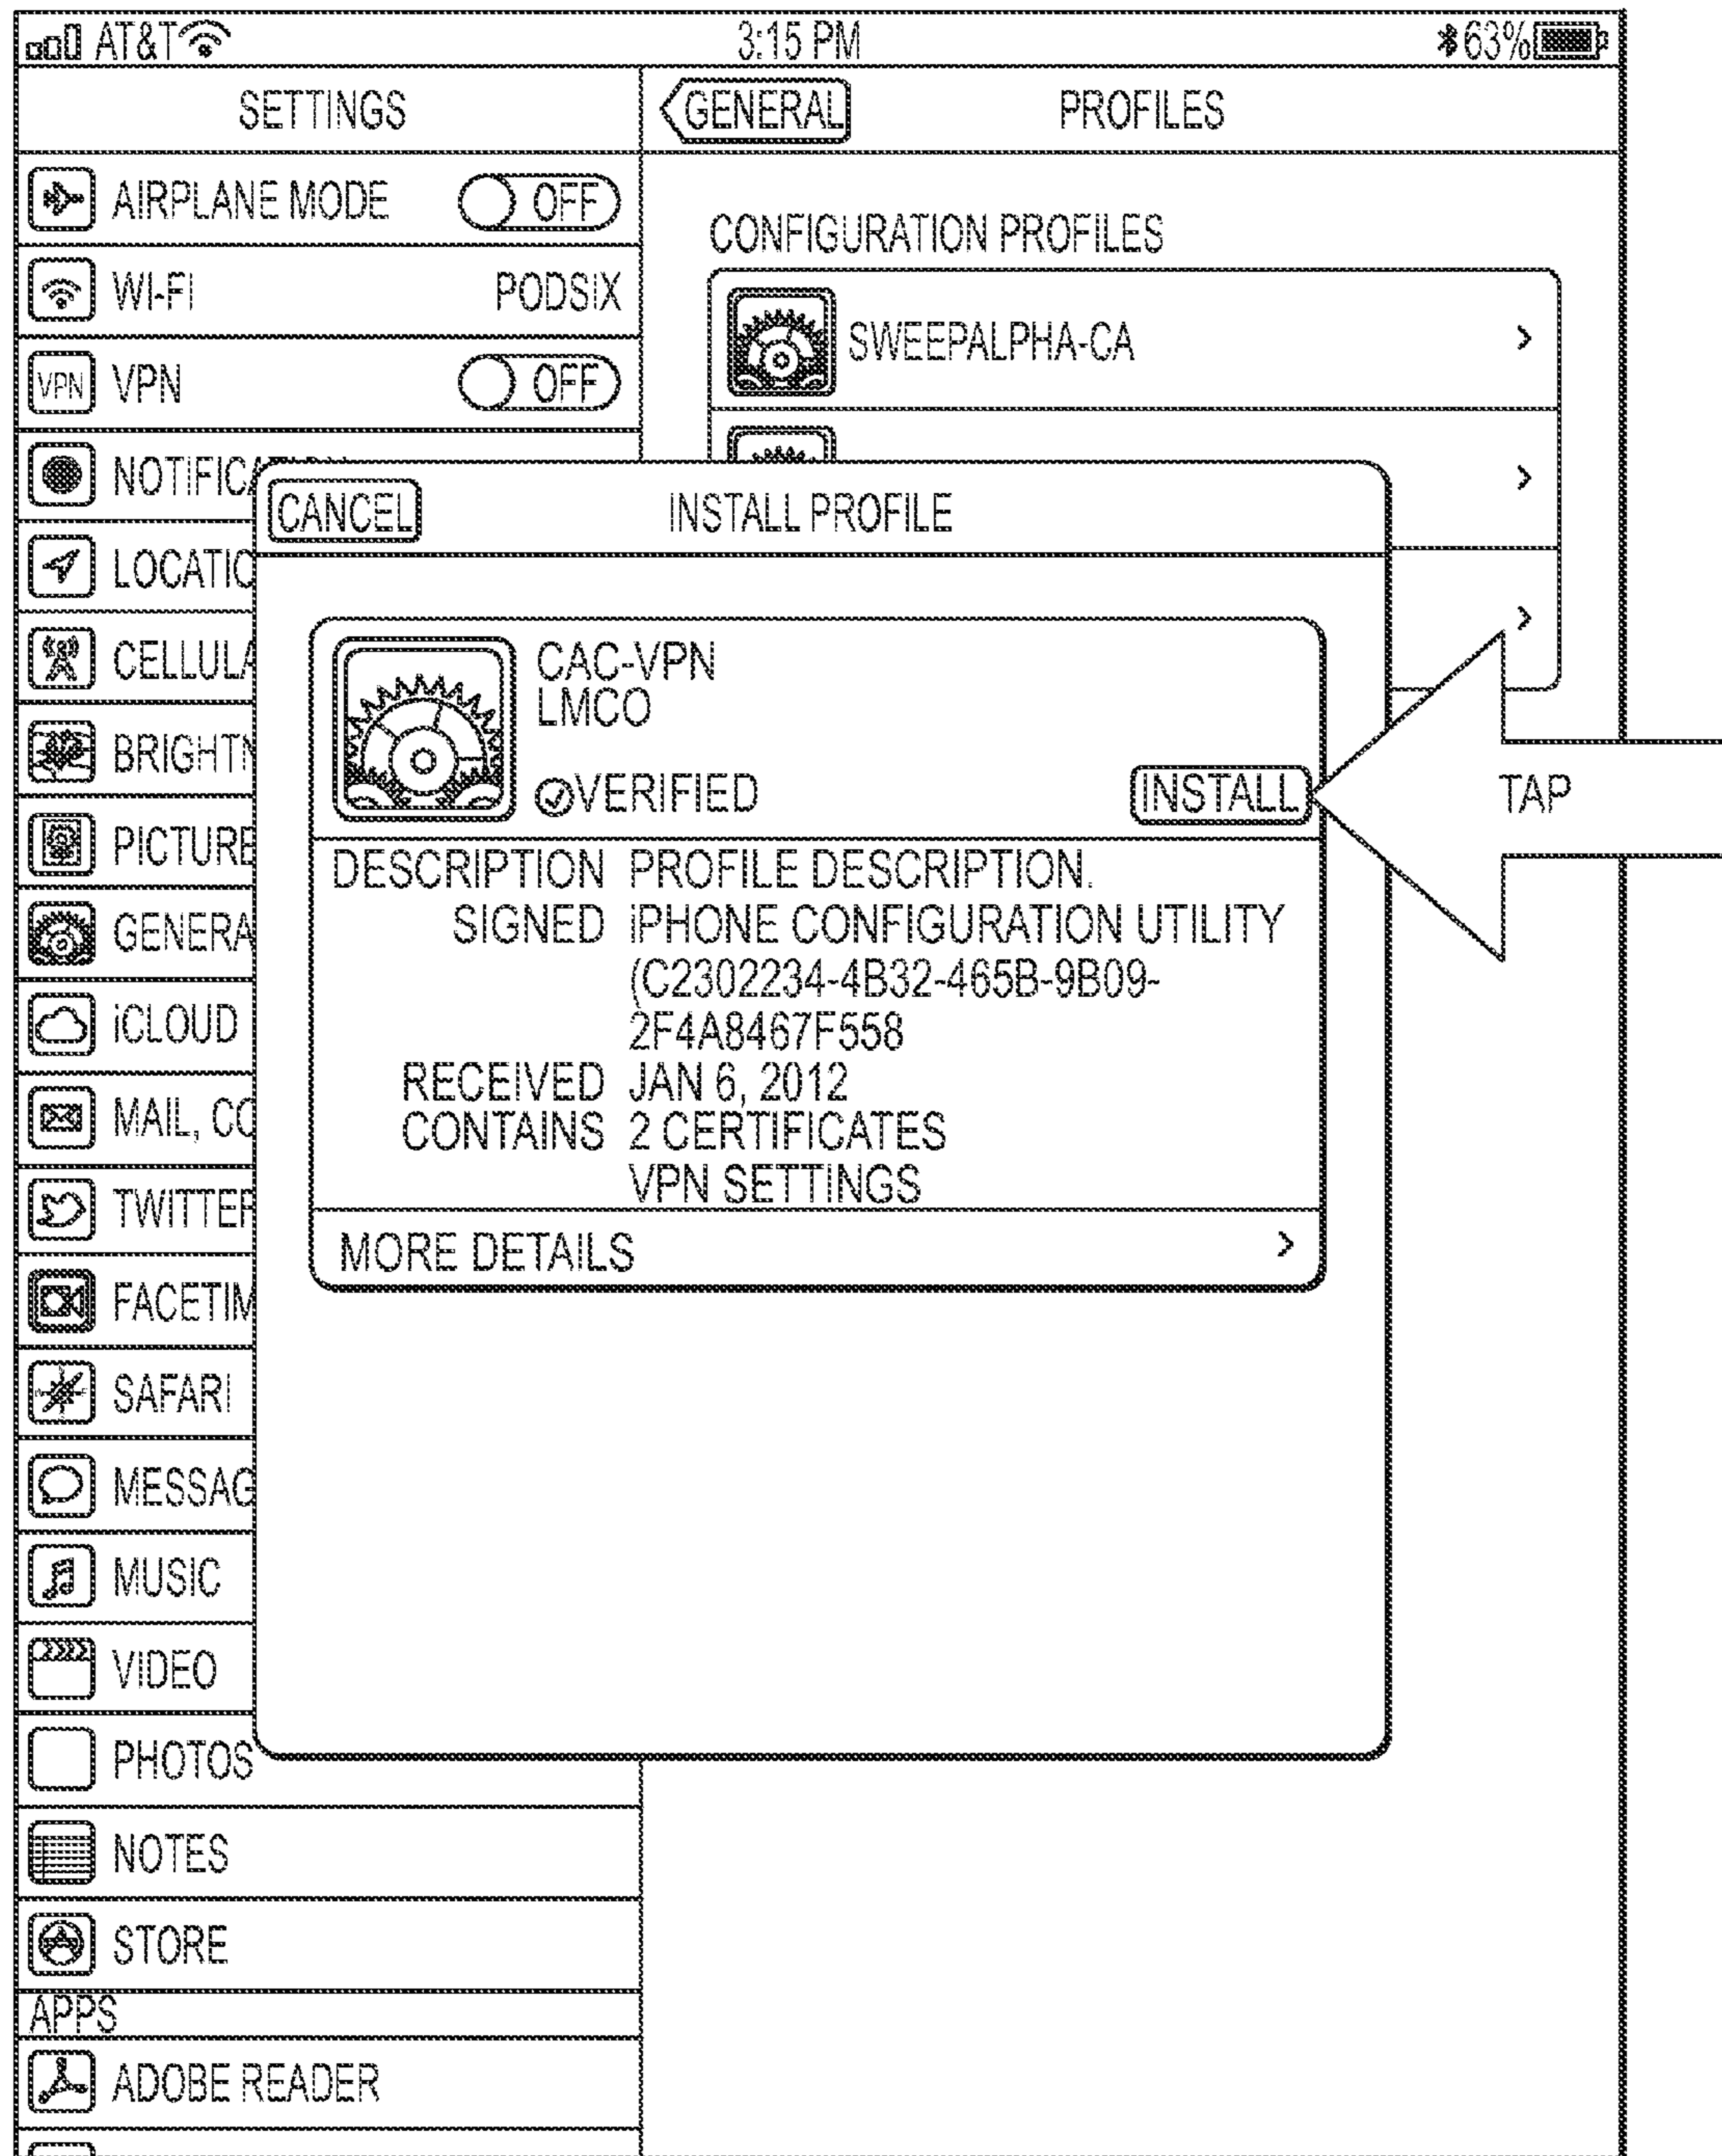 AT&T 3:15 PM 63%
SETTINGS
GENERAL PROFILES
AIRPLANE MODE OFF
WI-FI PODSIX
VPN VPN OFF
LOCATIO
CELLULA
BRIGHTN
PICTURE
GENERA
iCLOUD
MAIL, CO
TWITTER
FACETIM
SAFARI
MESSAG
MUSIC
VIDEO
PHOTOS
NOTES
STORE
APPS
ADOBE READER
CONFIGURATION PROFILES
SWEEPALPHA-CA
CANCEL INSTALL PROFILE
CAC-VPN
LMCO
VERIFIED INSTALL
TAP
DESCRIPTION PROFILE DESCRIPTION.
SIGNED iPHONE CONFIGURATION UTILITY
(C2302234-4B32-465B-9B09-
2F4A8467F558
RECEIVED JAN 6, 2012
CONTAINS 2 CERTIFICATES
VPN SETTINGS
MORE DETAILS